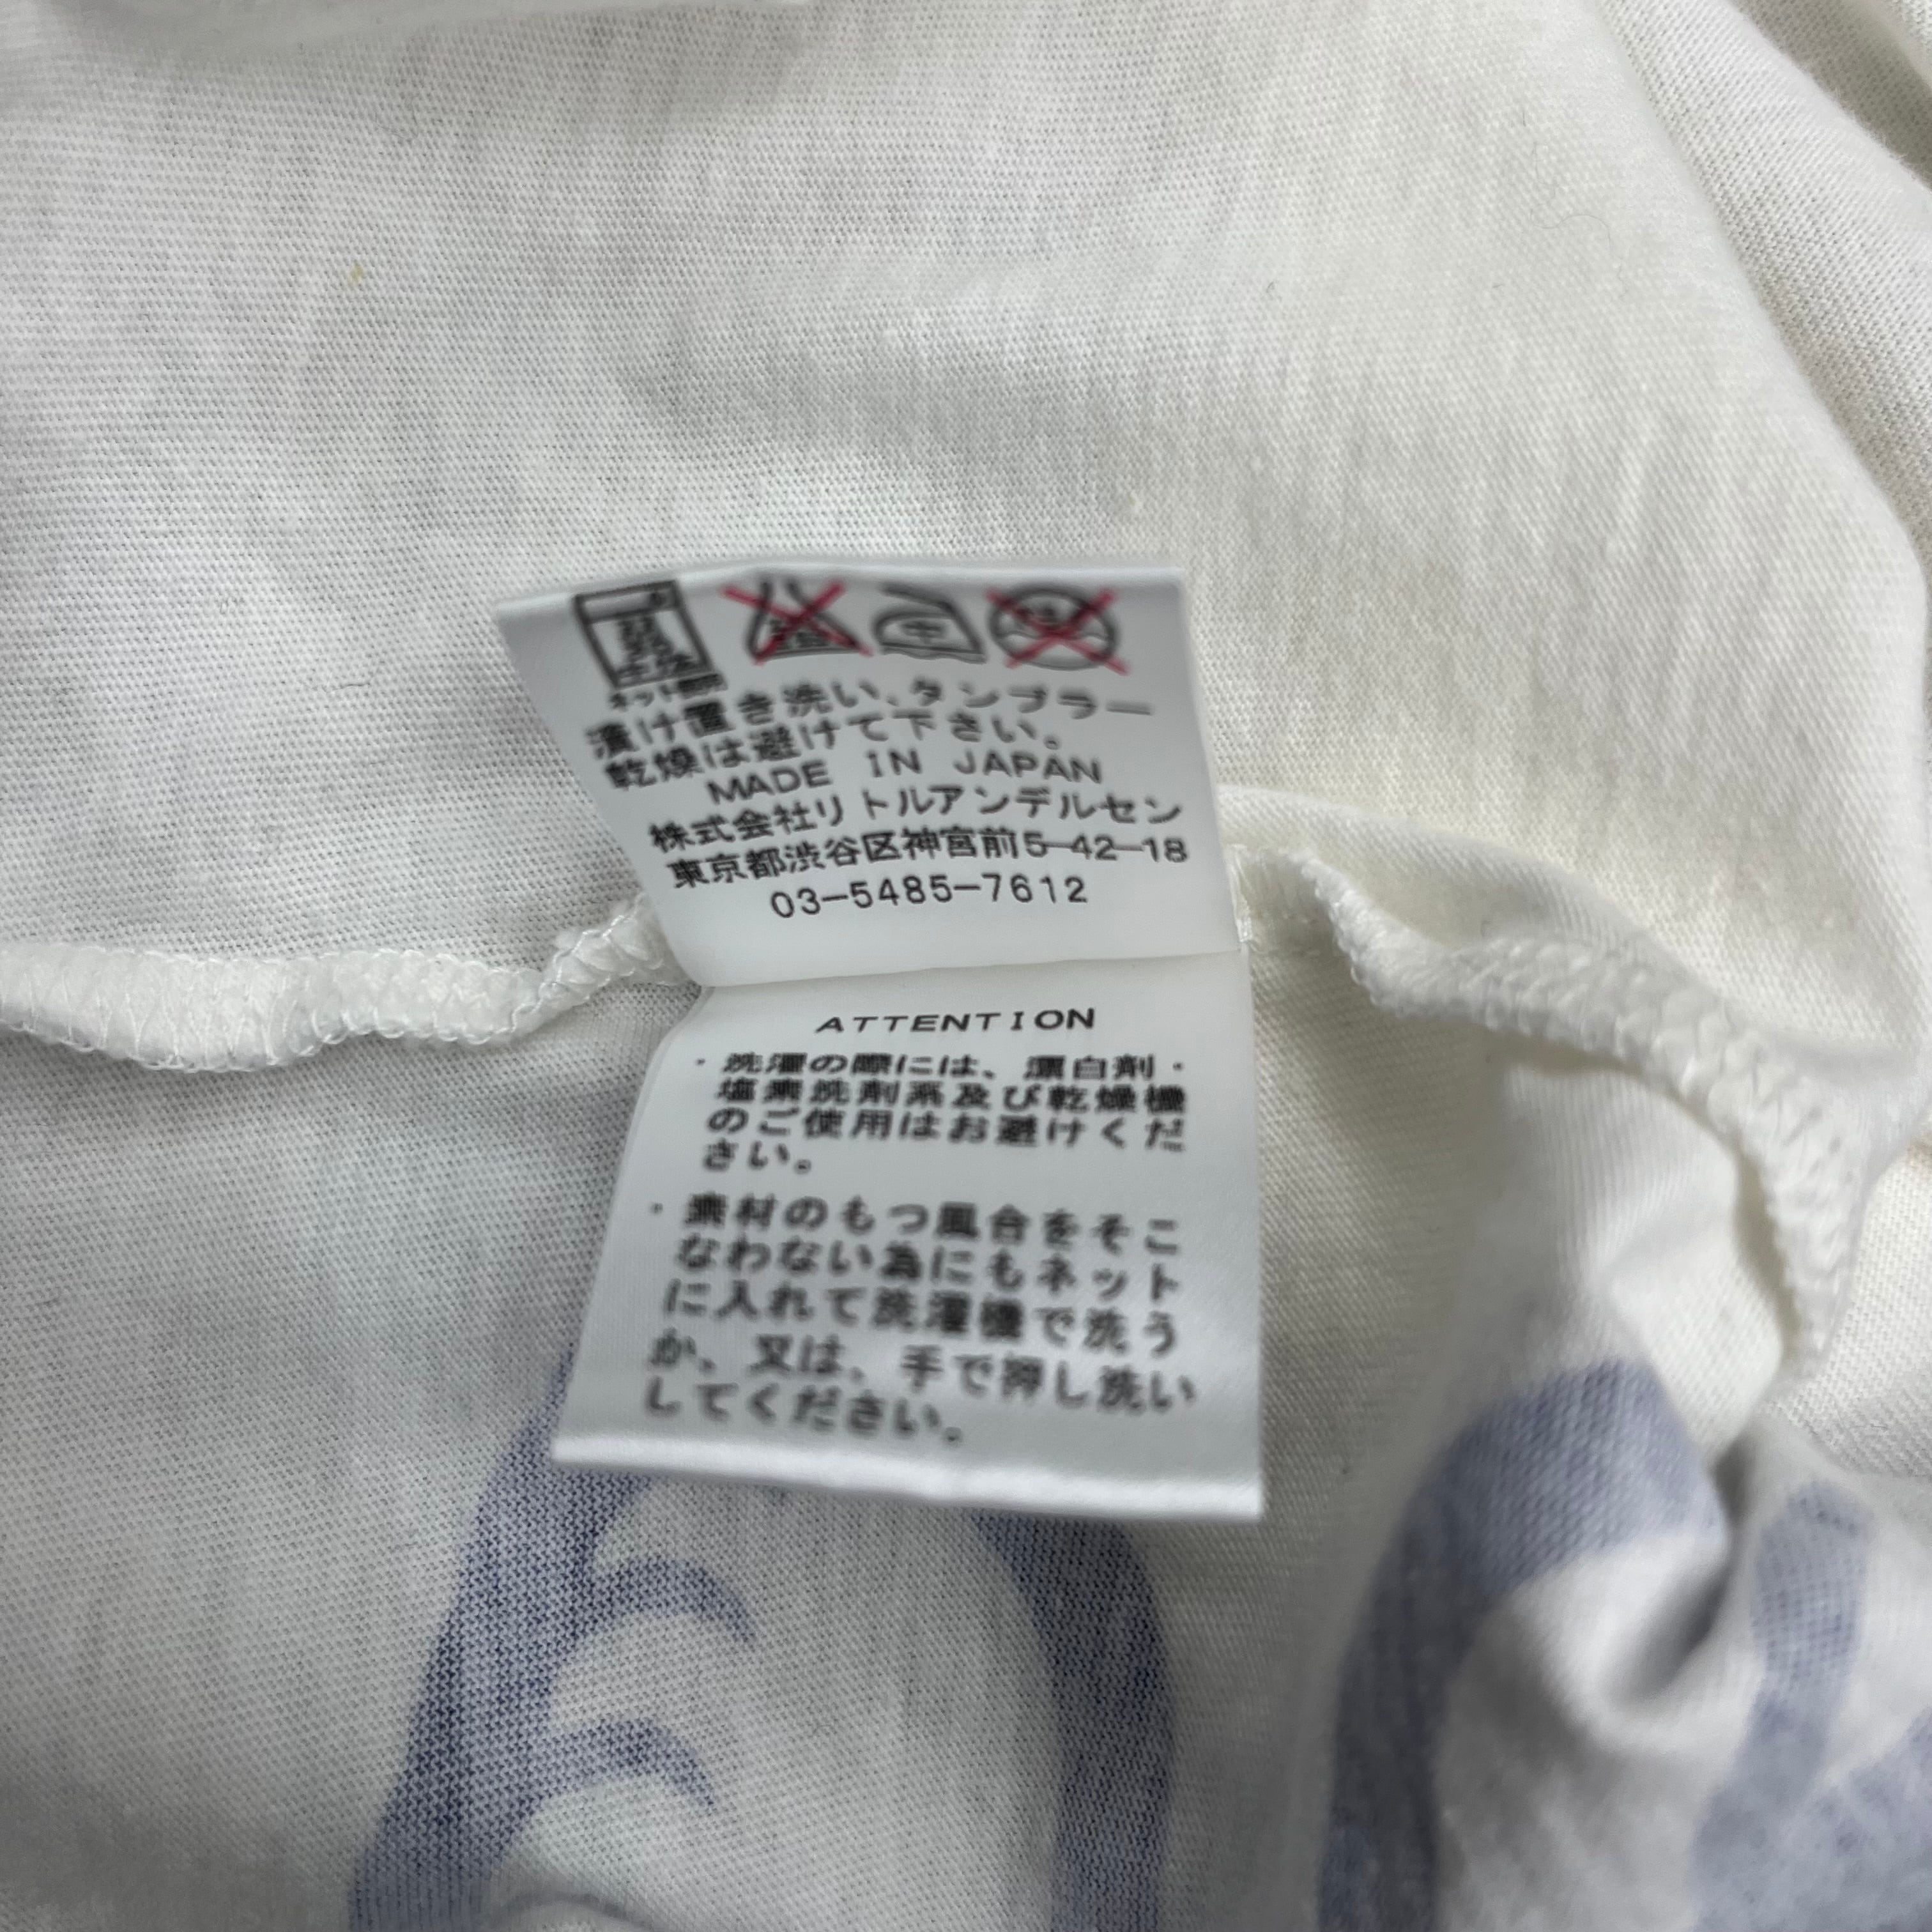 中
ネット使用
漬け置き洗い、タンブラー
乾燥は避けて下さい。
MADE IN JAPAN
株式会社リトルアンデルセン
東京都渋谷区神宮前5-42-18
03-5485-7612
ATTENTION
・洗濯の際には、漂白剤・
塩素洗剤系及び乾燥機
のご使用はお避けくだ
さい。
・素材のもつ風合をそこ
なわない為にもネット
に入れて洗濯機で洗う
か、又は、手で押し洗い
してください。